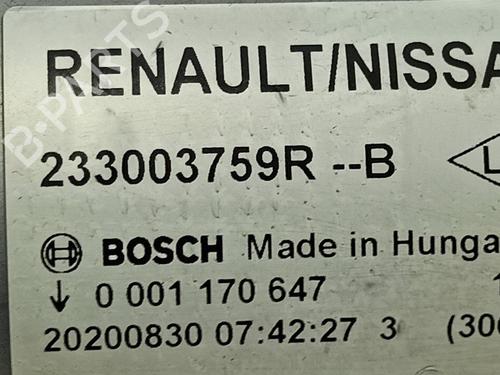 RENAULT/NISSA
233003759R --B
BOSCH Made in Hunga
0 001 170 647
20200830 07:42:27 3 (30
B-PARTS